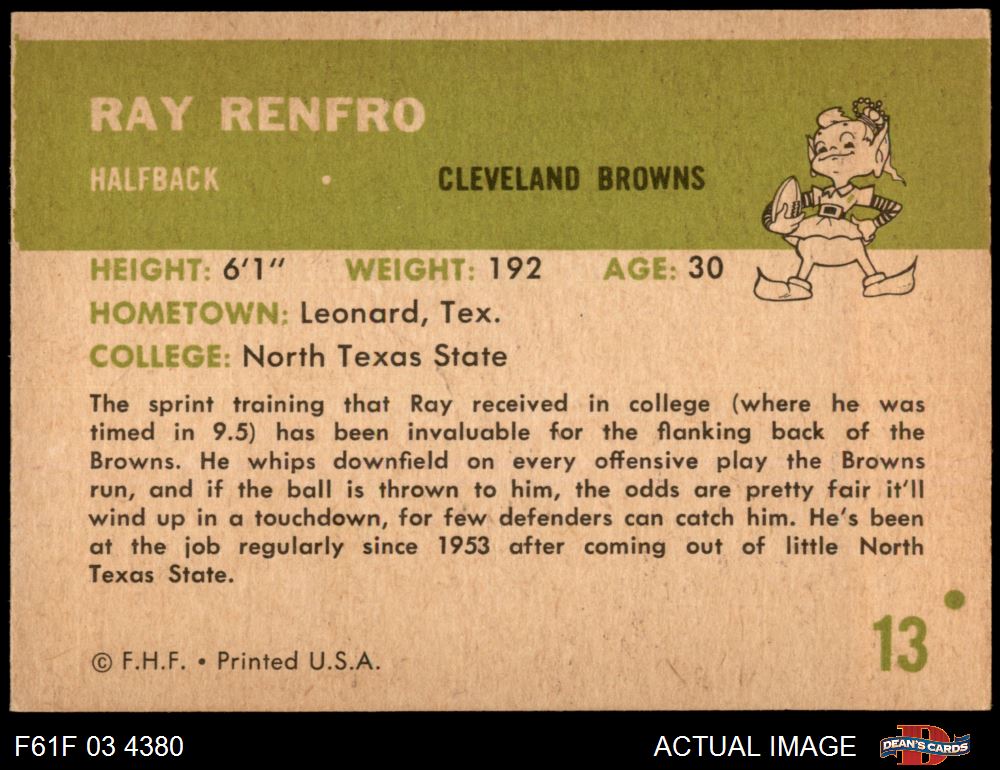 RAY RENFRO
HALFBACK • CLEVELAND BROWNS
HEIGHT: 6'1" WEIGHT: 192 AGE: 30
HOMETOWN: Leonard, Tex.
COLLEGE: North Texas State
The sprint training that Ray received in college (where he was
timed in 9.5) has been invaluable for the flanking back of the
Browns. He whips downfield on every offensive play the Browns
run, and if the ball is thrown to him, the odds are pretty fair it'll
wind up in a touchdown, for few defenders can catch him. He's been
at the job regularly since 1953 after coming out of little North
Texas State.
13
© F.H.F. • Printed U.S.A.
F61F 03 4380 ACTUAL IMAGE D DEAN'S CARDS